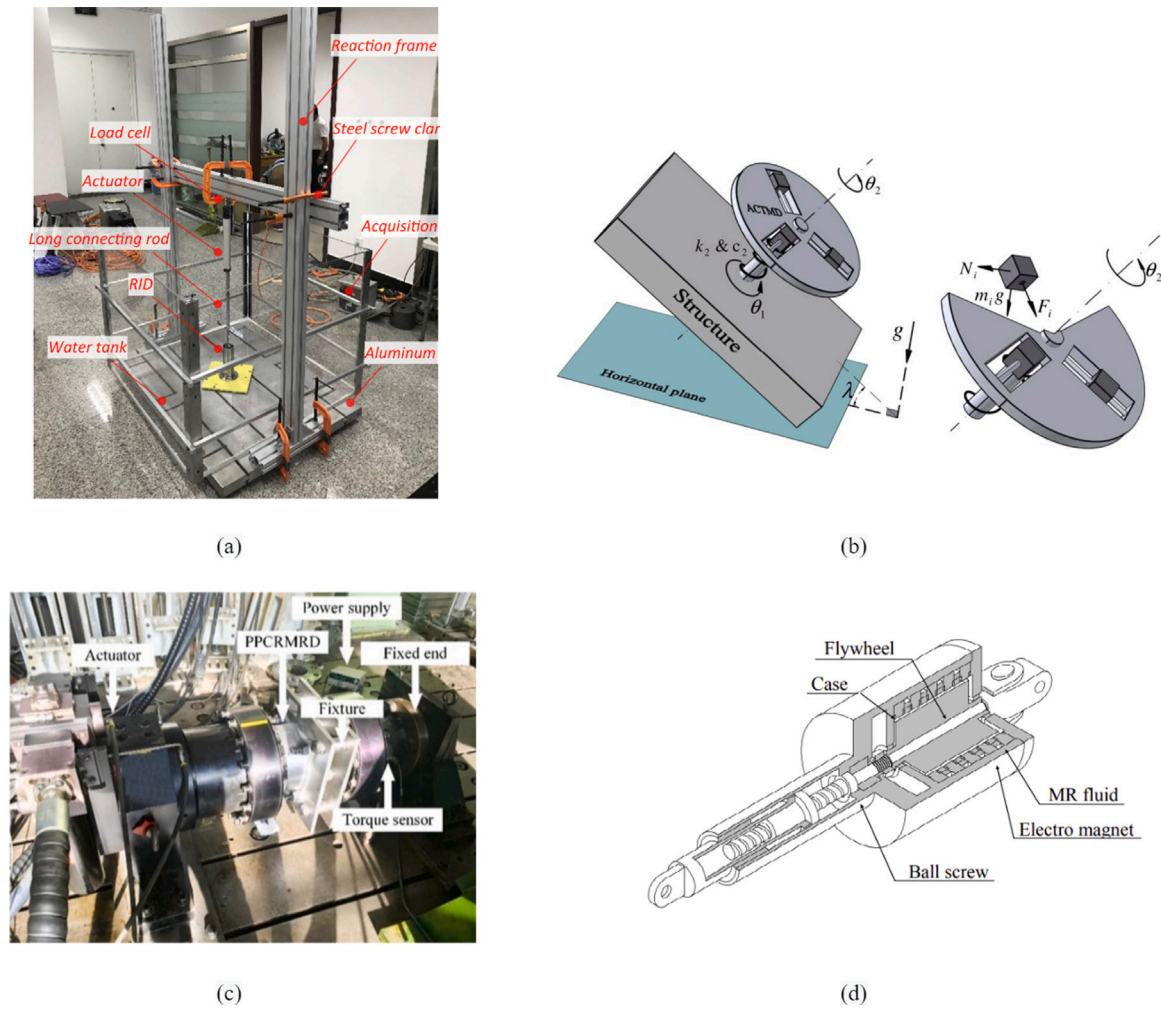 Reaction frame
Load cell
Steel screw clar
Actuator
Long connecting rod
Acquisition
RID
Water tank
Aluminum
(a)
θ2
ACTMD
k2 & c2
θ1
Structure
Horizontal plane
g
λ
Ni
mig
Fi
θ2
(b)
Power supply
PPCRMRD
Actuator
Fixed end
Fixture
Torque sensor
(c)
Flywheel
Case
MR fluid
Electro magnet
Ball screw
(d)